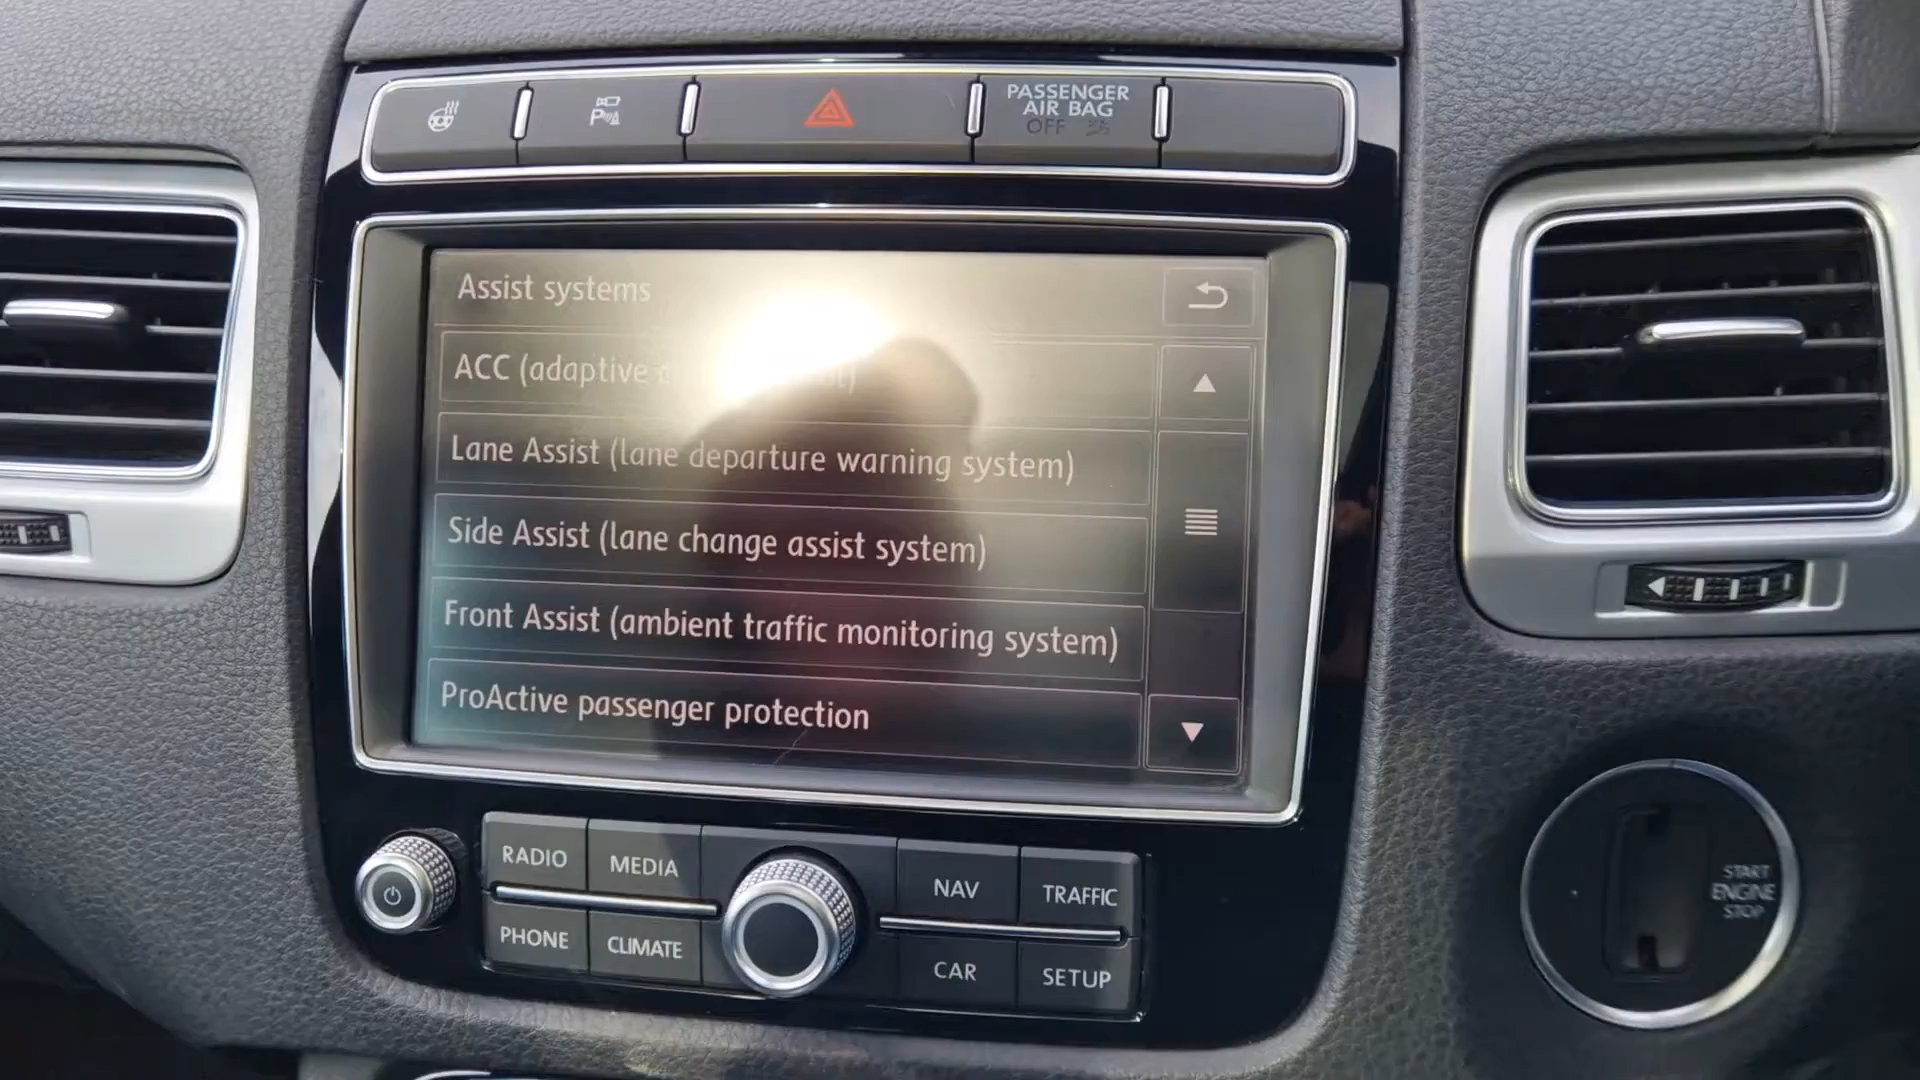 PASSENGER
AIR BAG
OFF
Assist systems
ACC (adaptive
Lane Assist (lane departure warning system)
Side Assist (lane change assist system)
Front Assist (ambient traffic monitoring system)
ProActive passenger protection
RADIO
MEDIA
NAV
TRAFFIC
PHONE
CLIMATE
CAR
SETUP
START
ENGINE
STOP